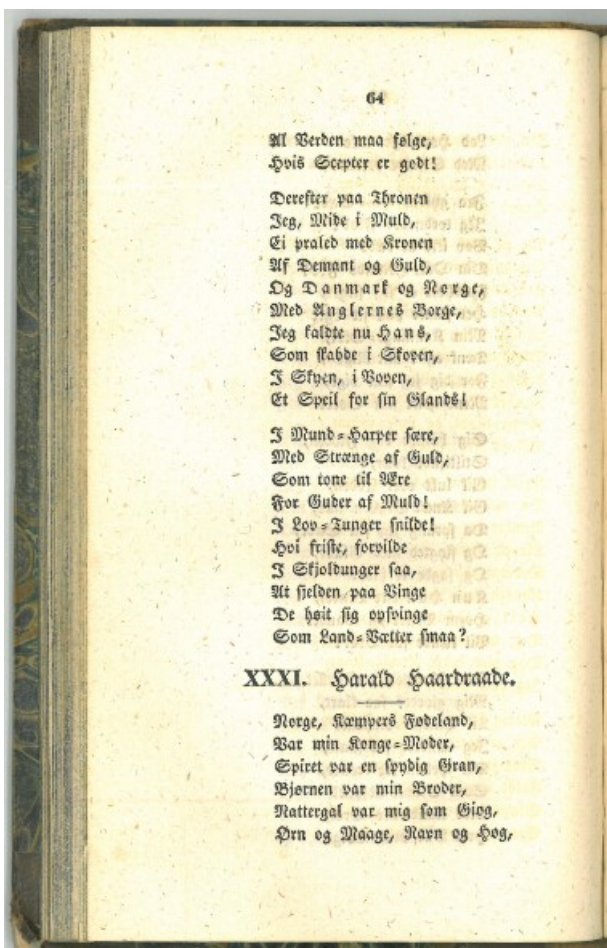 64
Al Verden maa følge,
Hvis Scepter er godt!
Derefter paa Thronen
Jeg, Mide i Muld,
Ei praled med Kronen
Af Demant og Guld,
Og Danmark og Norge,
Med Anglernes Borge,
Jeg kaldte nu Hans,
Som skabde i Skoven,
I Skyen, i Voven,
Et Speil for sin Glands!
I Mund-Harper sære,
Med Strænge af Guld,
Som tone til Ære
For Guder af Muld!
I Lov-Tunger snilde!
Hvi friste, forvilde
I Skjoldunger saa,
At sjelden paa Vinge
De høit sig opsvinge
Som Land-Vætter smaa?
XXXI. Harald Haardraade.
Norge, Kæmpers Fødeland,
Var min Konge-Moder,
Spiret var en spydig Gran,
Bjørnen var min Broder,
Nattergal var mig som Giøg,
Ørn og Maage, Ravn og Høg,